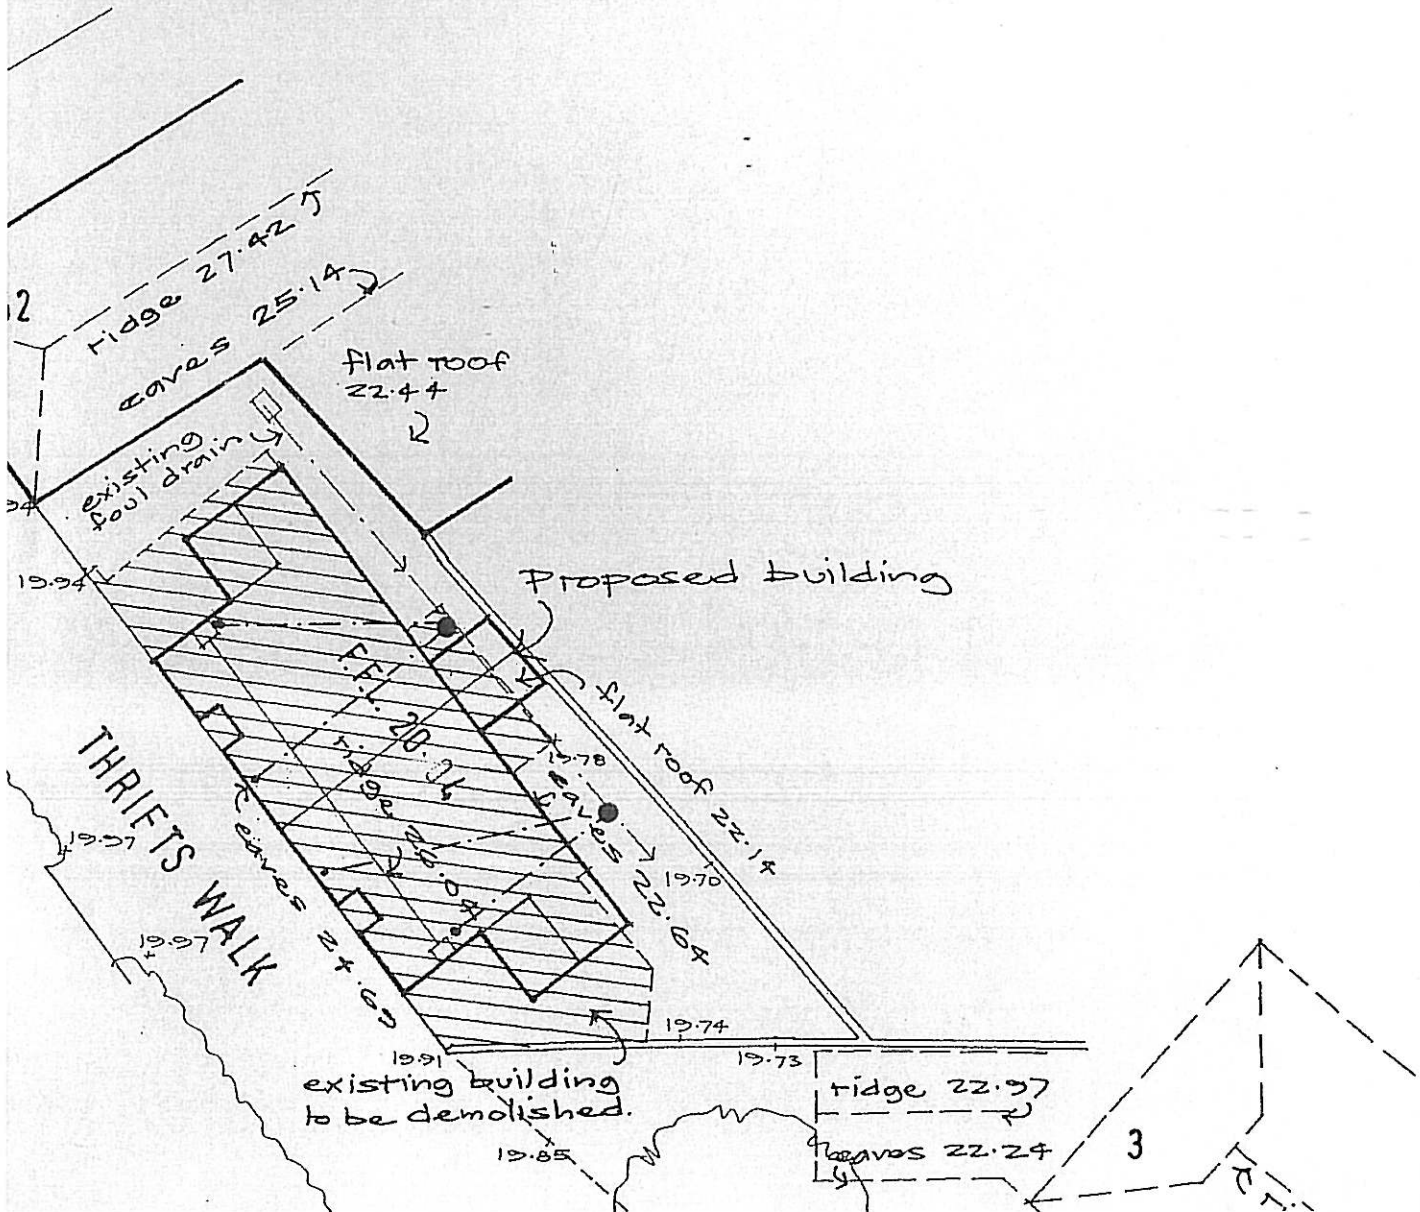 ridge 27.42
12
eaves 25.14
flat roof
22.44
existing
foul drain
19.94
Proposed building
F.F.L. 20.04
ridge 26.04
flat roof 22.14
19.78
eaves 22.64
THRIFTS WALK
eaves 24.69
19.97
19.70
19.97
19.74
19.91
19.73
existing building
to be demolished.
ridge 22.97
eaves 22.24
3
19.85